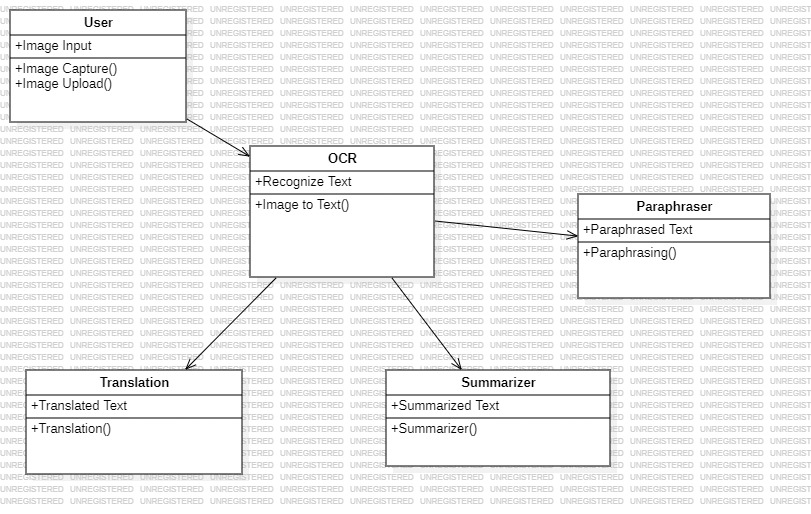 User
+Image Input
+Image Capture()
+Image Upload()
OCR
+Recognize Text
+Image to Text()
Paraphraser
+Paraphrased Text
+Paraphrasing()
Translation
+Translated Text
+Translation()
Summarizer
+Summarized Text
+Summarizer()
UNREGISTERED